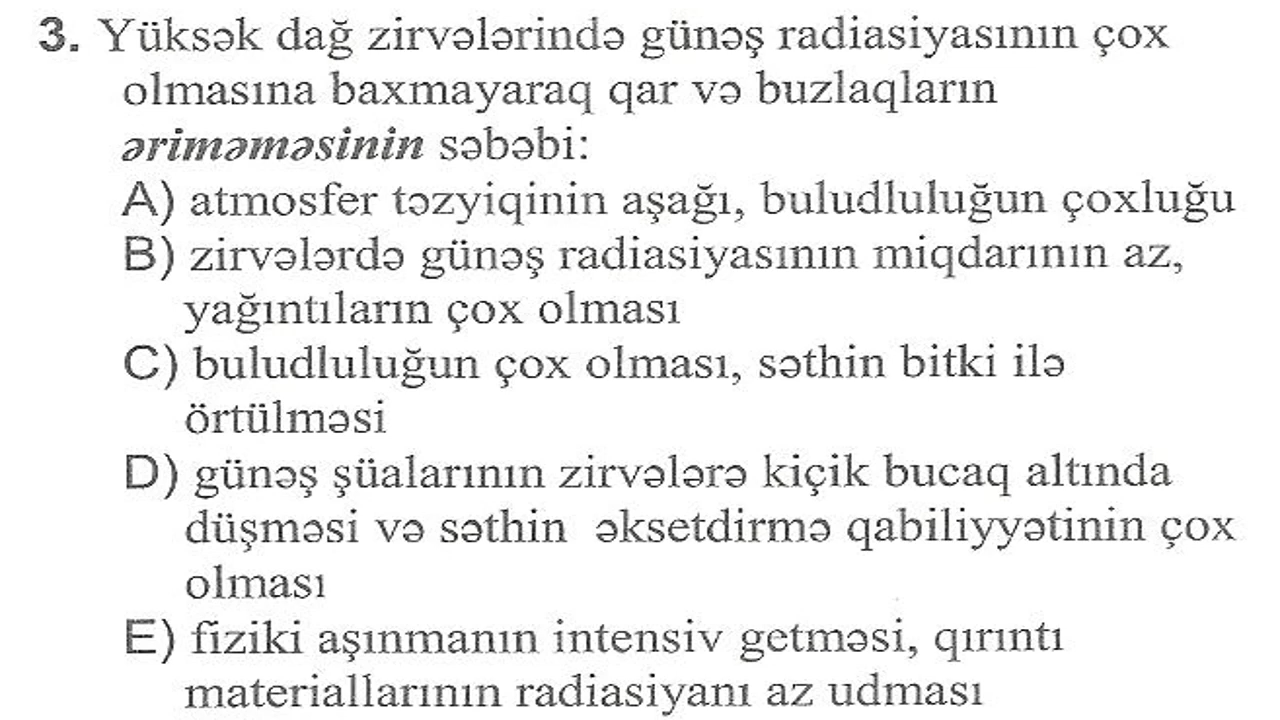 3. Yüksək dağ zirvələrində günəş radiasiyasının çox
olmasına baxmayaraq qar və buzlaqların
əriməməsinin səbəbi:
A) atmosfer təzyiqinin aşağı, buludluluğun çoxluğu
B) zirvələrdə günəş radiasiyasının miqdarının az,
yağıntıların çox olması
C) buludluluğun çox olması, səthin bitki ilə
örtülməsi
D) günəş şüalarının zirvələrə kiçik bucaq altında
düşməsi və səthin əksetdirmə qabiliyyətinin çox
olması
E) fiziki aşınmanın intensiv getməsi, qırıntı
materiallarının radiasiyanı az udması